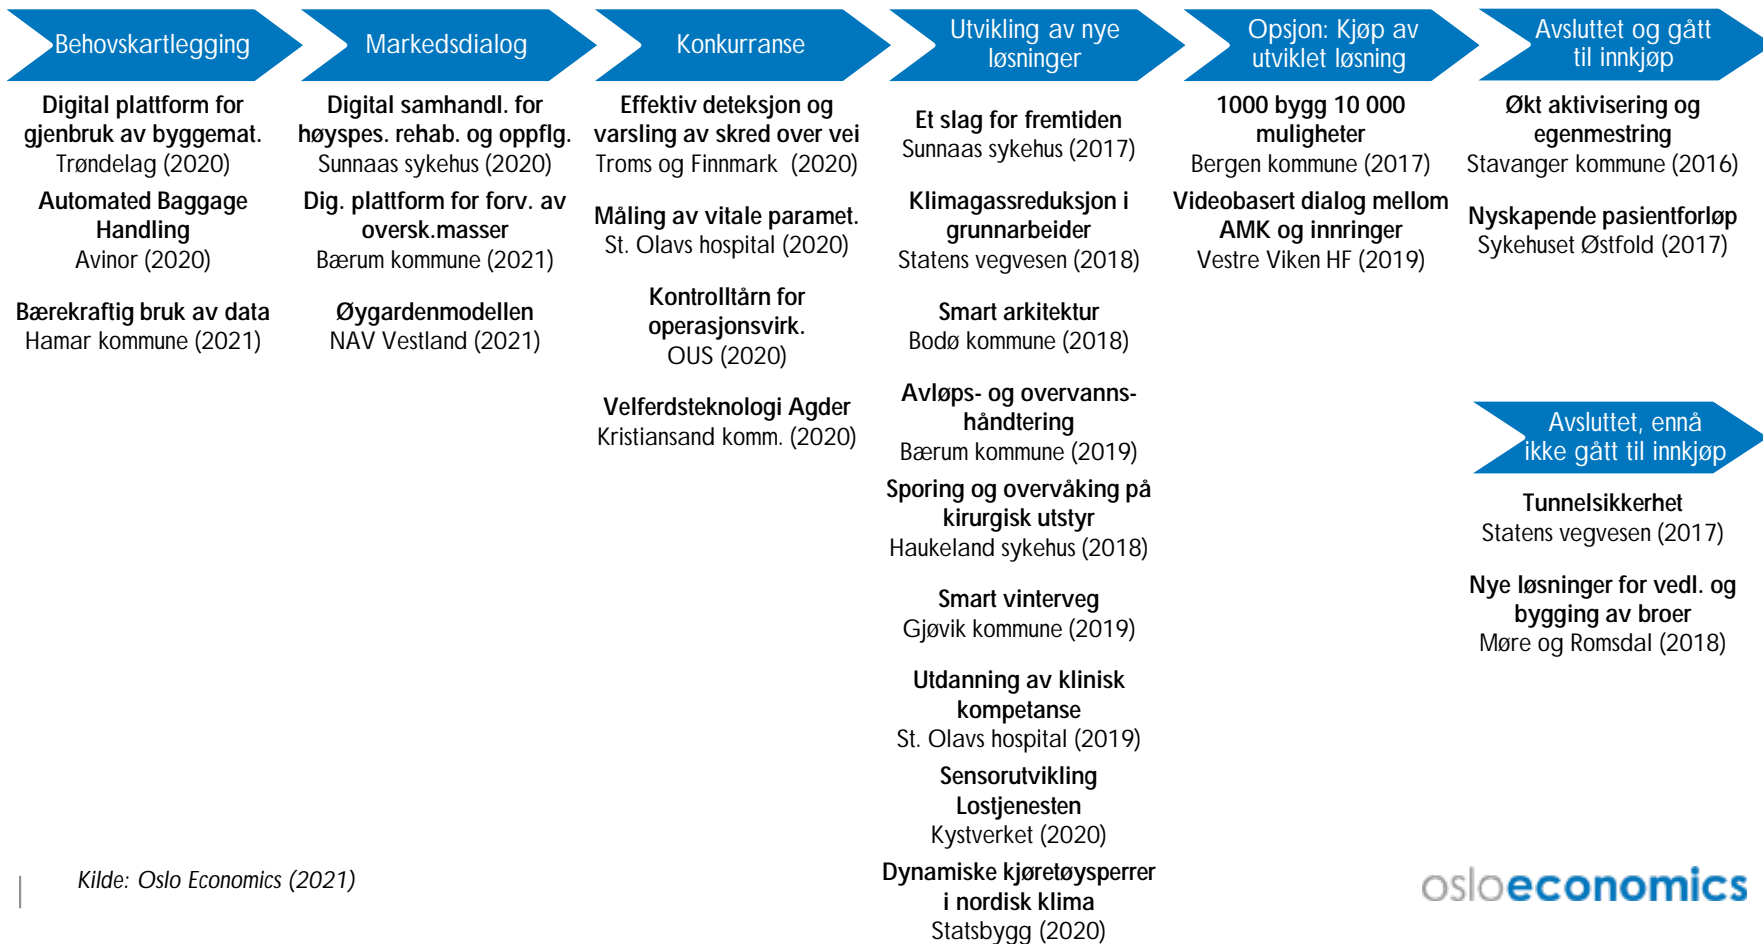 Behovskartlegging
Markedsdialog
Konkurranse
Utvikling av nye
løsninger
Opsjon: Kjøp av
utviklet løsning
Avsluttet og gått
til innkjøp
Digital plattform for
gjenbruk av byggemat.
Trøndelag (2020)
Automated Baggage
Handling
Avinor (2020)
Bærekraftig bruk av data
Hamar kommune (2021)
Digital samhandl. for
høyspes. rehab. og oppflg.
Sunnaas sykehus (2020)
Dig. plattform for forv. av
oversk.masser
Bærum kommune (2021)
Øygardenmodellen
NAV Vestland (2021)
Effektiv deteksjon og
varsling av skred over vei
Troms og Finnmark (2020)
Måling av vitale paramet.
St. Olavs hospital (2020)
Kontrolltårn for
operasjonsvirk.
OUS (2020)
Velferdsteknologi Agder
Kristiansand komm. (2020)
Et slag for fremtiden
Sunnaas sykehus (2017)
Klimagassreduksjon i
grunnarbeider
Statens vegvesen (2018)
Smart arkitektur
Bodø kommune (2018)
Avløps- og overvanns-
håndtering
Bærum kommune (2019)
Sporing og overvåking på
kirurgisk utstyr
Haukeland sykehus (2018)
Smart vinterveg
Gjøvik kommune (2019)
Utdanning av klinisk
kompetanse
St. Olavs hospital (2019)
Sensorutvikling
Lostjenesten
Kystverket (2020)
Dynamiske kjøretøysperrer
i nordisk klima
Statsbygg (2020)
1000 bygg 10 000
muligheter
Bergen kommune (2017)
Videobasert dialog mellom
AMK og innringer
Vestre Viken HF (2019)
Økt aktivisering og
egenmestring
Stavanger kommune (2016)
Nyskapende pasientforløp
Sykehuset Østfold (2017)
Avsluttet, ennå
ikke gått til innkjøp
Tunnelsikkerhet
Statens vegvesen (2017)
Nye løsninger for vedl. og
bygging av broer
Møre og Romsdal (2018)
Kilde: Oslo Economics (2021)
osloeconomics